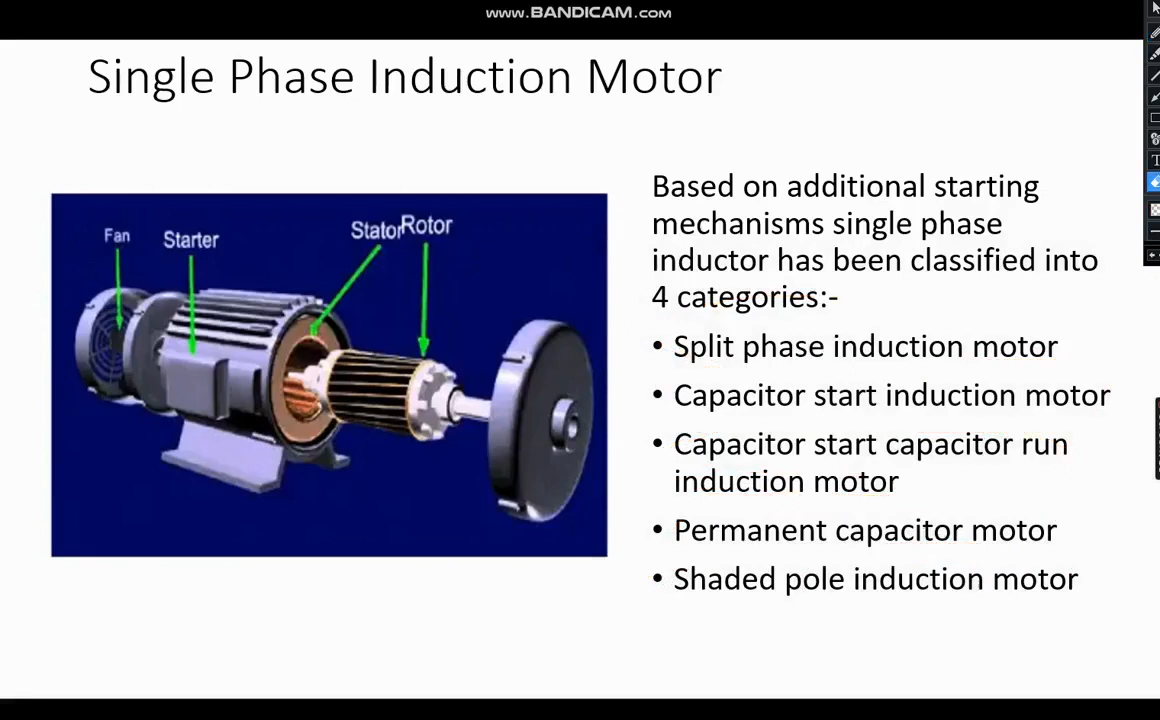 www.BANDICAM.com
Single Phase Induction Motor
Fan
Starter
Stator
Rotor
Based on additional starting
mechanisms single phase
inductor has been classified into
4 categories:-
• Split phase induction motor
• Capacitor start induction motor
• Capacitor start capacitor run
induction motor
• Permanent capacitor motor
• Shaded pole induction motor